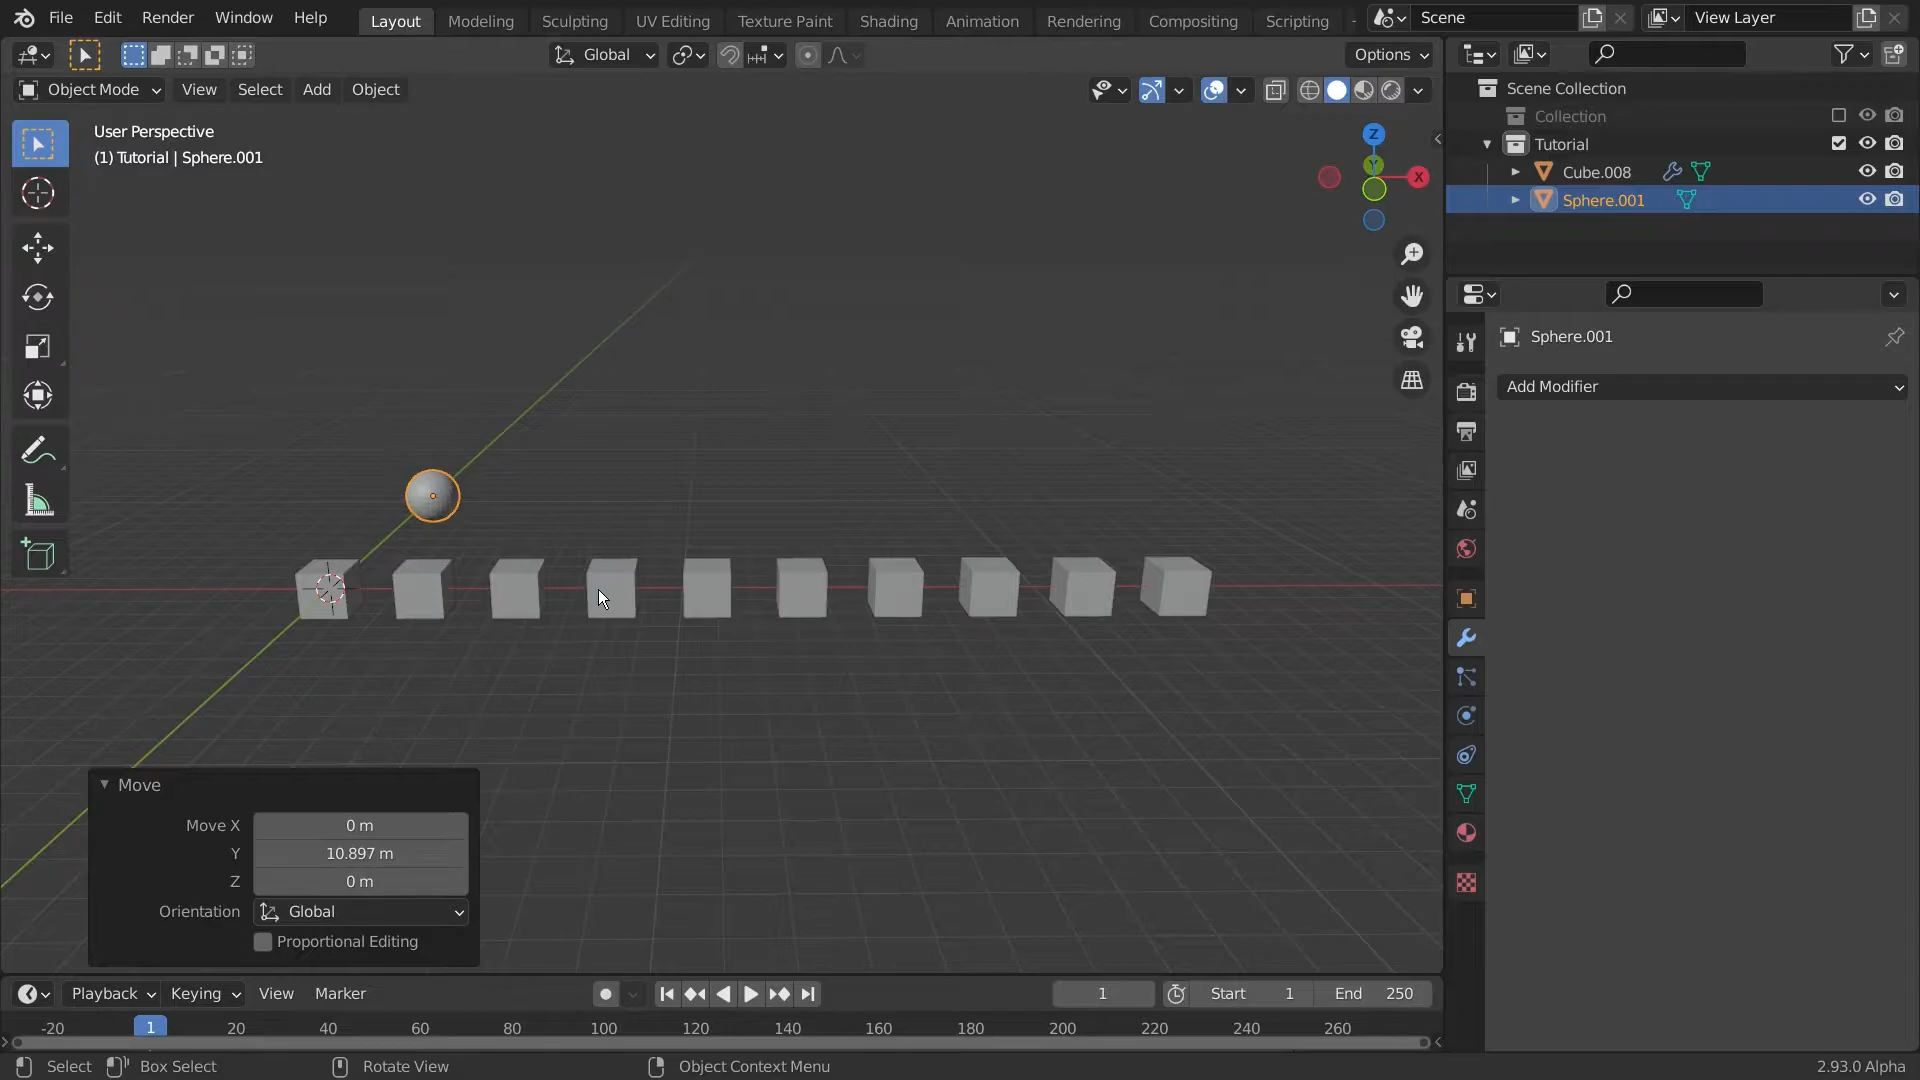 File Edit Render Window Help Layout Modeling Sculpting UV Editing Texture Paint Shading Animation Rendering Compositing Scripting Scene View Layer
Global Options
Object Mode View Select Add Object
User Perspective
(1) Tutorial | Sphere.001
Z
Y
X
Scene Collection
Collection
Tutorial
Cube.008
Sphere.001
Sphere.001
Add Modifier
Move
Move X 0 m
Y 10.897 m
Z 0 m
Orientation Global
Proportional Editing
Playback Keying View Marker 1 Start 1 End 250
-20 1 20 40 60 80 100 120 140 160 180 200 220 240 260
Select Box Select Rotate View Object Context Menu 2.93.0 Alpha